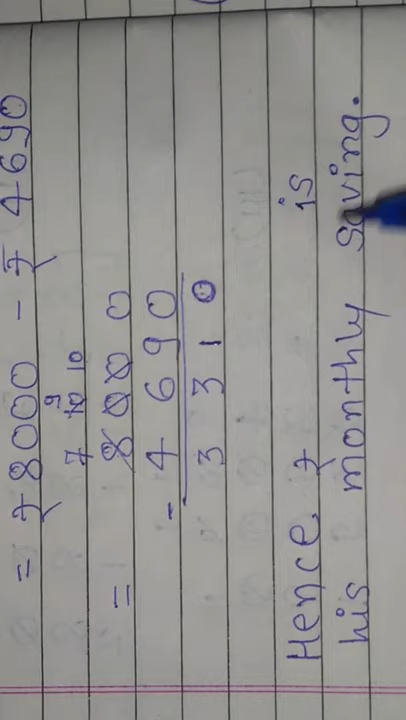 = ₹8000 - ₹4690
7 9 10 10
= 8000
- 4690
3310
Hence, ₹ is
his monthly saving.